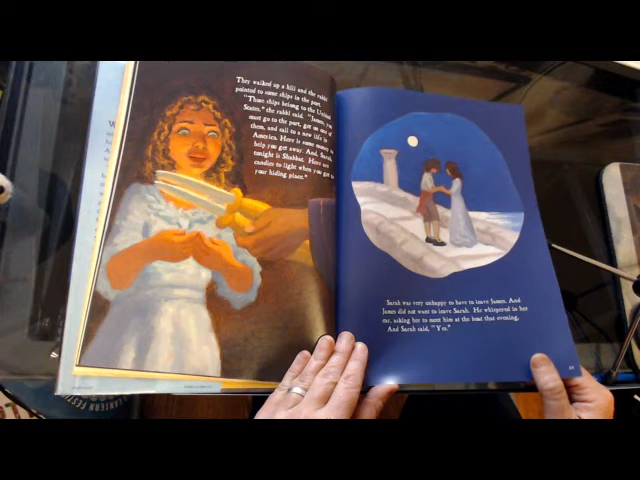 They walked up a hill and the rabbi
pointed to some ships in the port.
"Those ships belong to the United
States," the rabbi said. "James, you
must go to the port, get on one of
them, and sail to a new life in
America. Here is some money to
help you get away. And, Sarah,
tonight is Shabbat. Here are
candles to light when you get to
your hiding place."
Sarah was very unhappy to have to leave James. And
James did not want to leave Sarah. He whispered in her
ear, asking her to meet him at the boat that evening.
And Sarah said, "Yes."
LANTERN FESTI